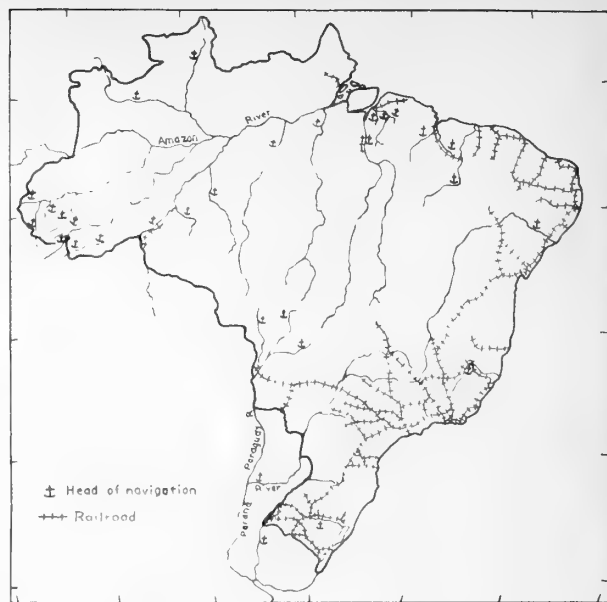 Amazon
River
Paraguay R.
River
Paraná
Head of navigation
Railroad